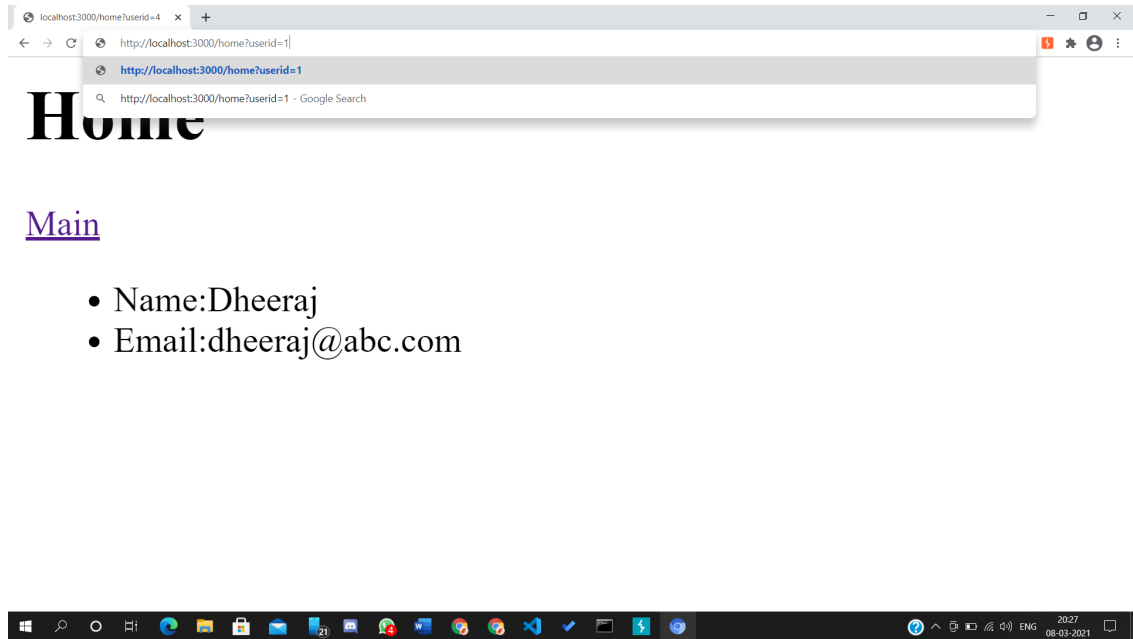 localhost:3000/home?userid=4
http://localhost:3000/home?userid=1
http://localhost:3000/home?userid=1
http://localhost:3000/home?userid=1 - Google Search
Home
Main
Name:Dheeraj
Email:dheeraj@abc.com
21
4
ENG
20:27
08-03-2021